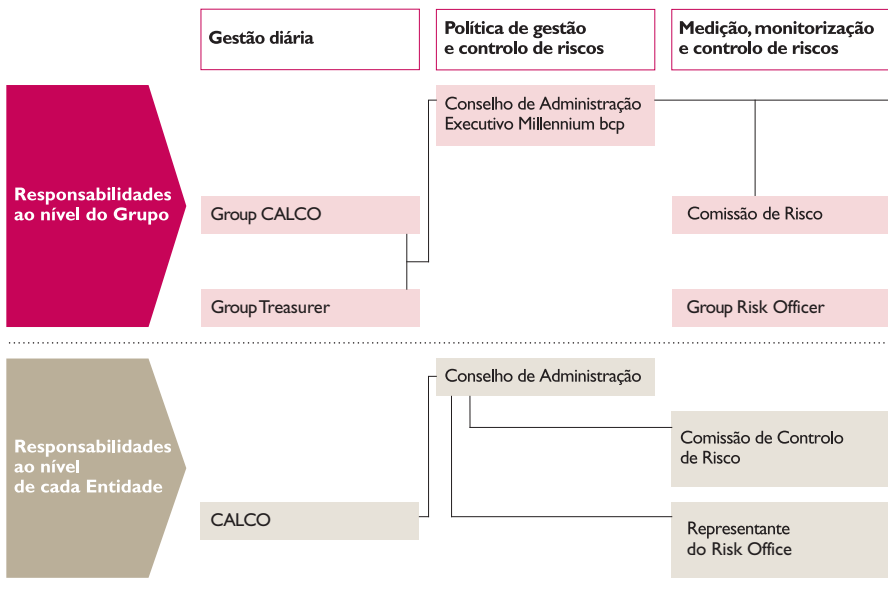 Gestão diária
Política de gestão
e controlo de riscos
Medição, monitorização
e controlo de riscos
Conselho de Administração
Executivo Millennium bcp
Responsabilidades
ao nível do Grupo
Group CALCO
Comissão de Risco
Group Treasurer
Group Risk Officer
Conselho de Administração
Responsabilidades
ao nível
de cada Entidade
Comissão de Controlo
de Risco
CALCO
Representante
do Risk Office